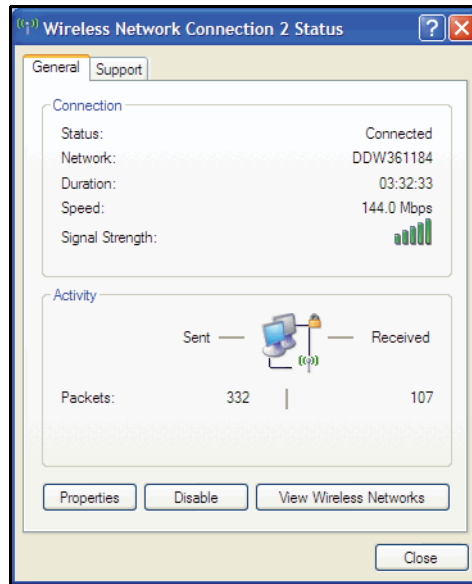 Wireless Network Connection 2 Status
General Support
Connection
Status: Connected
Network: DDW361184
Duration: 03:32:33
Speed: 144.0 Mbps
Signal Strength:
Activity
Sent Received
Packets: 332 107
Properties Disable View Wireless Networks
Close